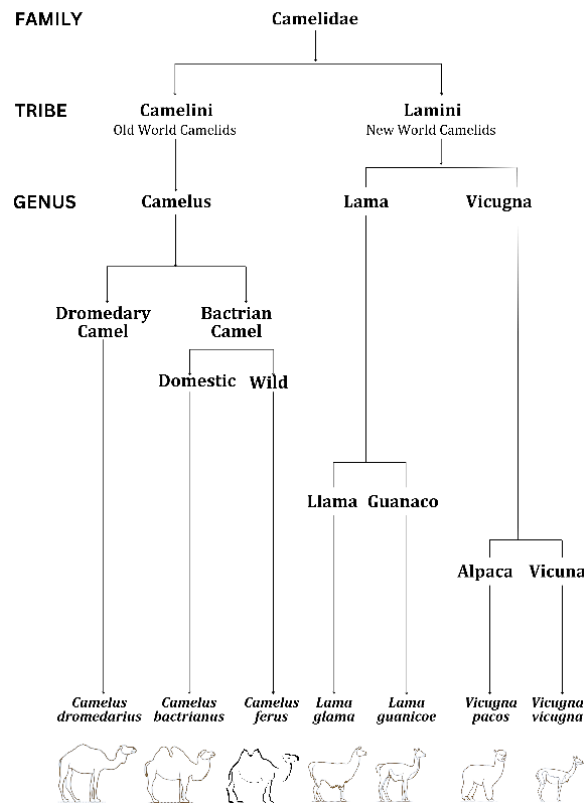 FAMILY Camelidae
TRIBE Camelini Lamini
Old World Camelids New World Camelids
GENUS Camelus Lama Vicugna
Dromedary Bactrian
Camel Camel
Domestic Wild
Llama Guanaco
Alpaca Vicuna
Camelus Camelus Camelus Lama Lama Vicugna Vicugna
dromedarius bactrianus ferus glama guanicoe pacos vicugna